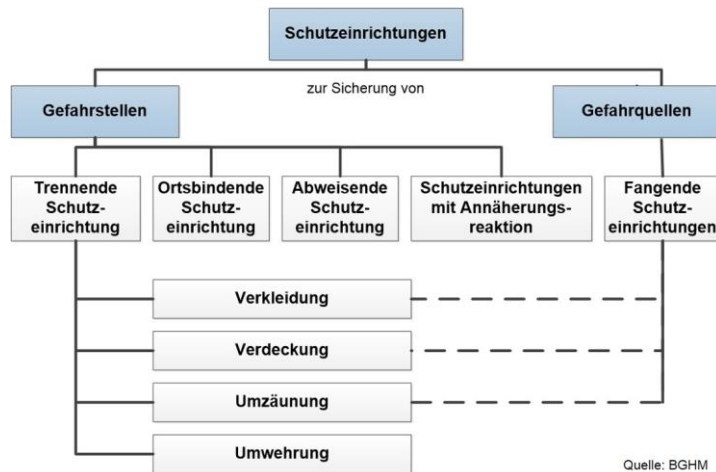 Schutzeinrichtungen
zur Sicherung von
Gefahrstellen
Gefahrquellen
Trennende
Schutz-
einrichtung
Ortsbindende
Schutz-
einrichtung
Abweisende
Schutz-
einrichtung
Schutzeinrichtungen
mit Annäherungs-
reaktion
Fangende
Schutz-
einrichtungen
Verkleidung
Verdeckung
Umzäunung
Umwehrung
Quelle: BGHM